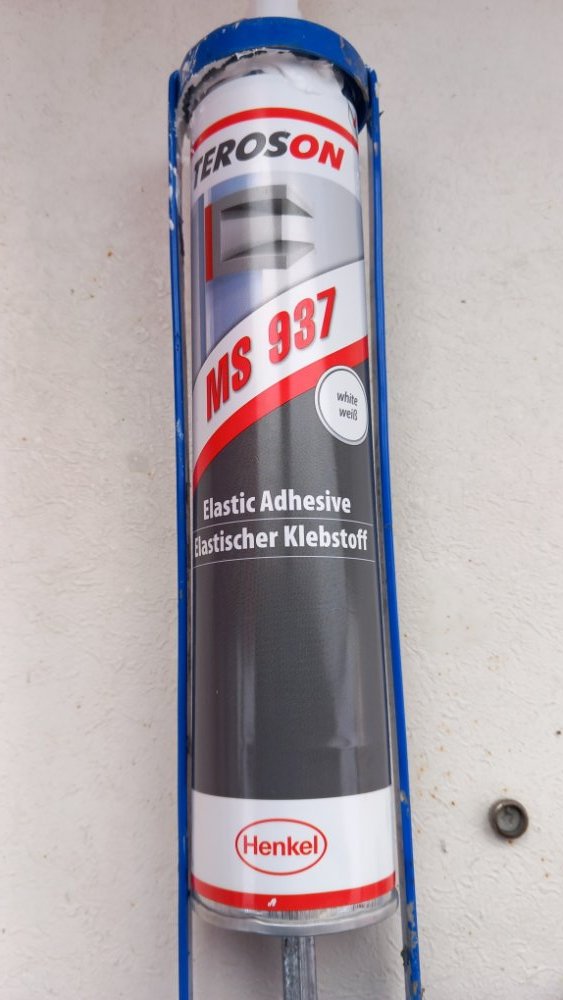 TEROSON
MS 937
white
weiß
Elastic Adhesive
Elastischer Klebstoff
Henkel